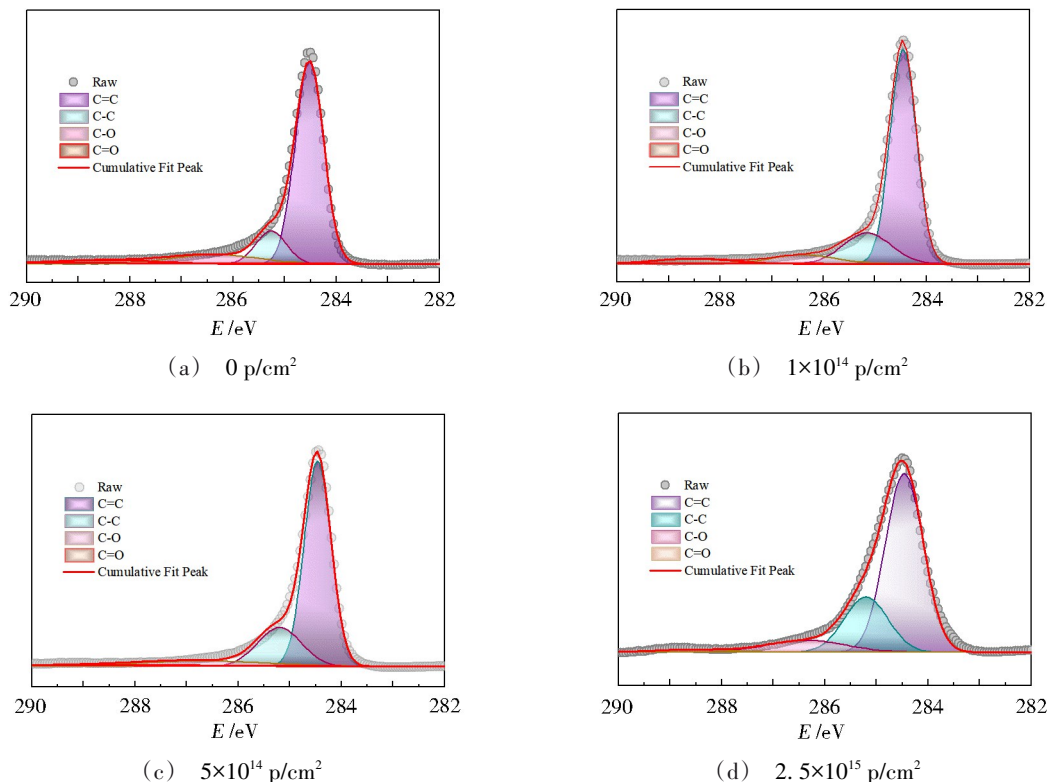 Raw
C=C
C-C
C-O
C=O
Cumulative Fit Peak
290 288 286 284 282
E /eV
(a) 0 p/cm²
Raw
C=C
C-C
C-O
C=O
Cumulative Fit Peak
290 288 286 284 282
E /eV
(b) 1×10¹⁴ p/cm²
Raw
C=C
C-C
C-O
C=O
Cumulative Fit Peak
290 288 286 284 282
E /eV
(c) 5×10¹⁴ p/cm²
Raw
C=C
C-C
C-O
C=O
Cumulative Fit Peak
290 288 286 284 282
E /eV
(d) 2.5×10¹⁵ p/cm²